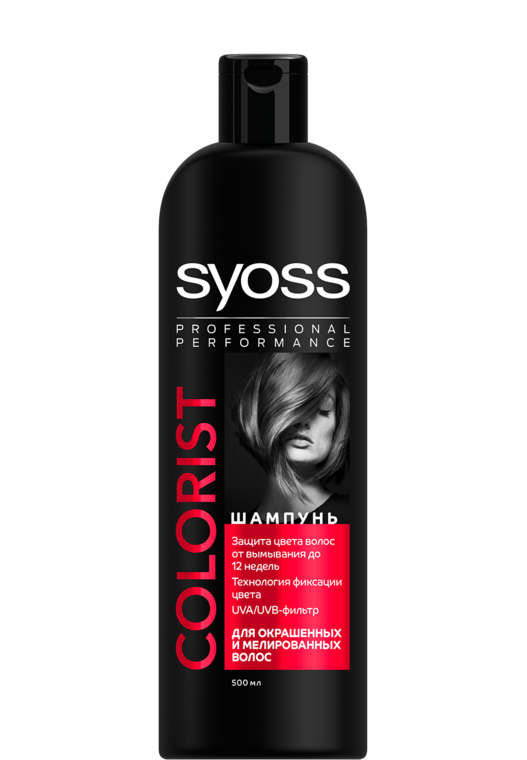 syoss
PROFESSIONAL
PERFORMANCE
COLORIST
ШАМПУНЬ
Защита цвета волос
от вымывания до
12 недель
Технология фиксации
цвета
UVA/UVB-фильтр
ДЛЯ ОКРАШЕННЫХ
И МЕЛИРОВАННЫХ
ВОЛОС
500 мл